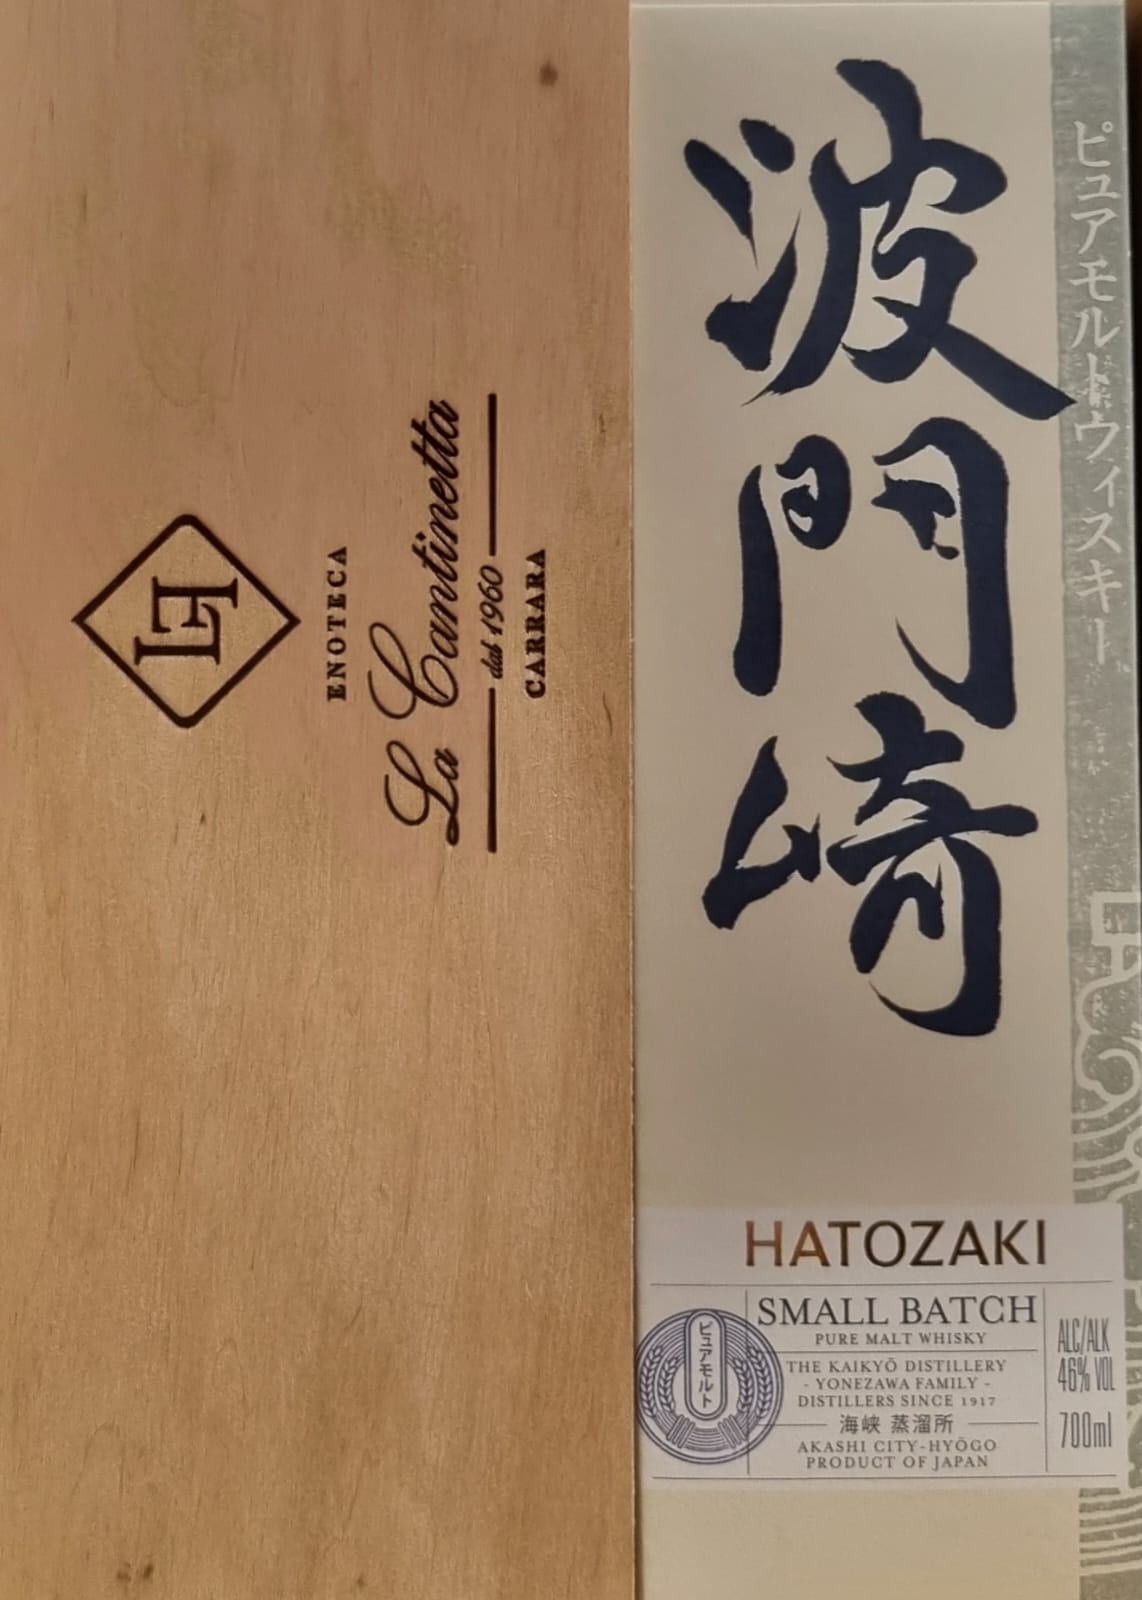 ENOTECA
La Cantinetta
dal 1960
CARRARA
波門崎
ピュアモルトウィスキー
HATOZAKI
SMALL BATCH
PURE MALT WHISKY
ピュアモルト
THE KAIKYŌ DISTILLERY
- YONEZAWA FAMILY -
DISTILLERS SINCE 1917
海峡 蒸溜所
AKASHI CITY-HYŌGO
PRODUCT OF JAPAN
ALC/ALK
46% VOL
700ml